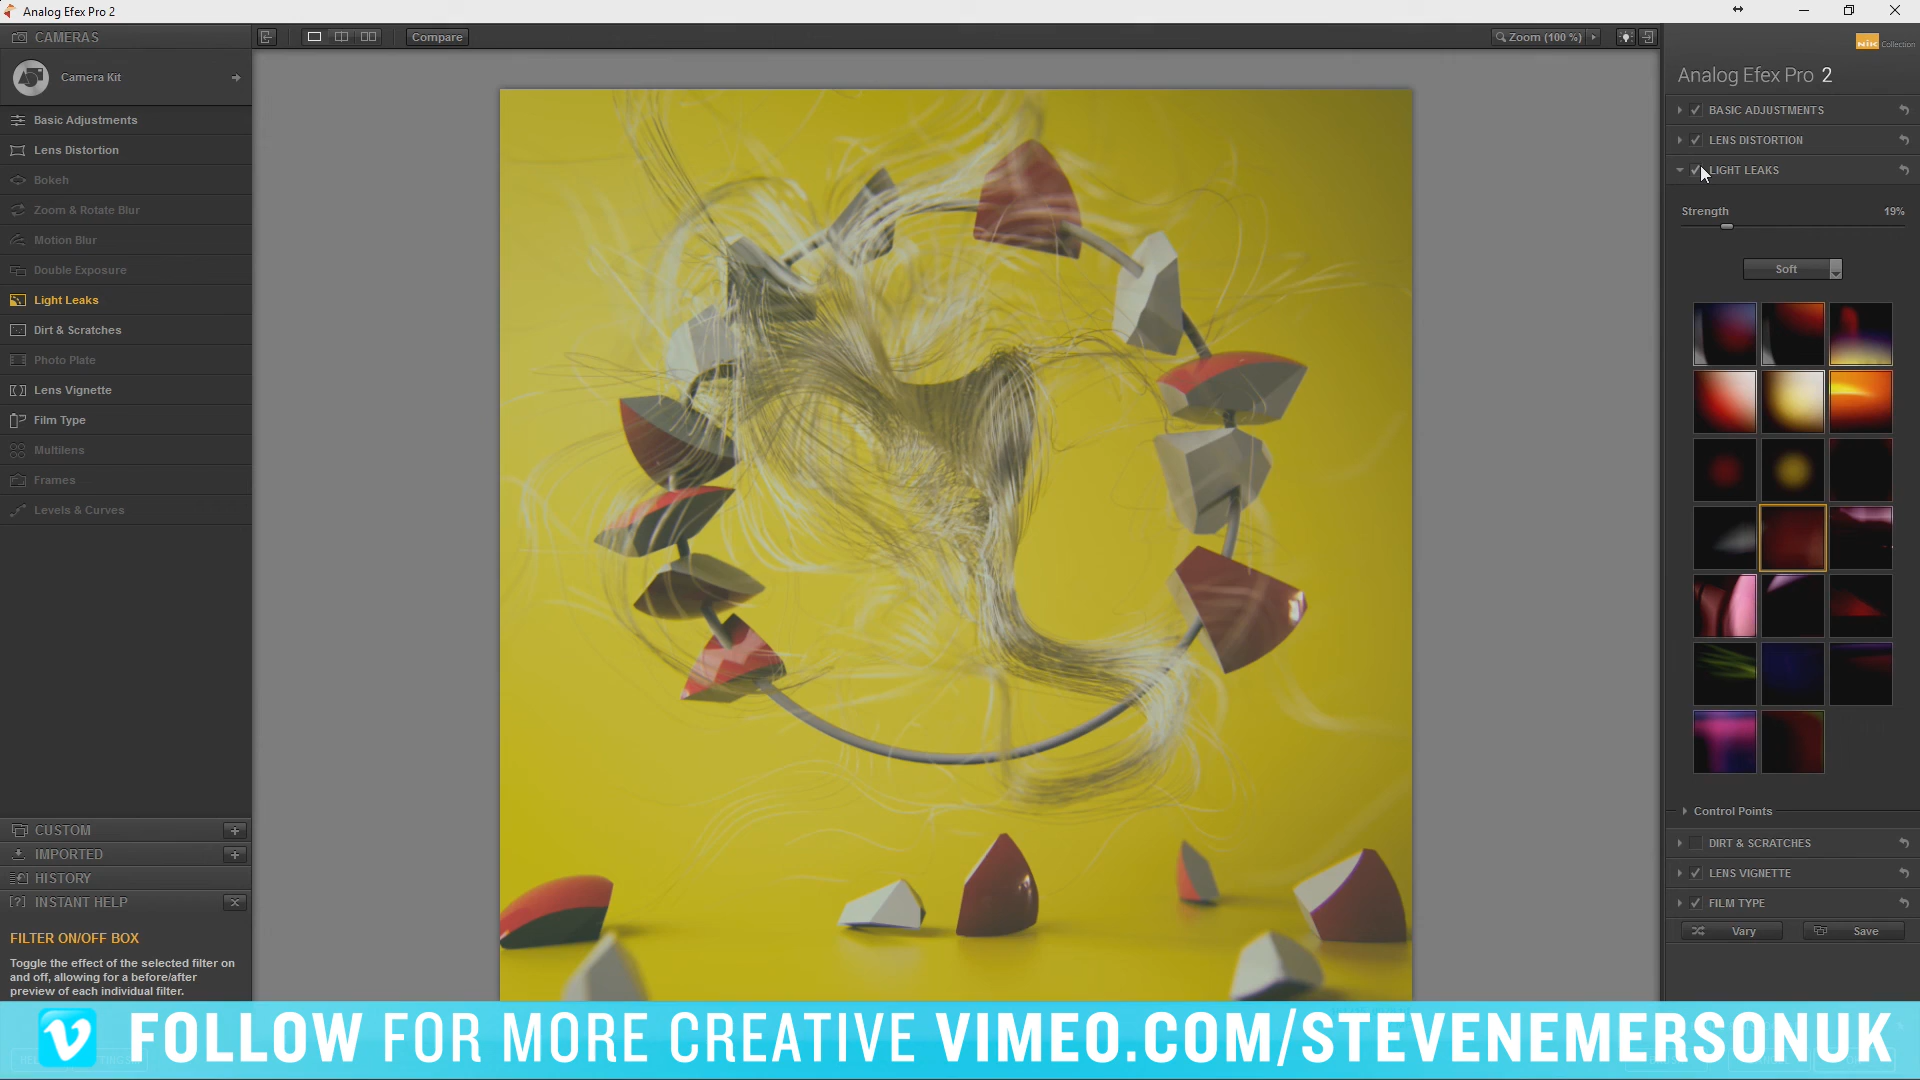 Analog Efex Pro 2
CAMERAS
Camera Kit
Basic Adjustments
Lens Distortion
Bokeh
Zoom & Rotate Blur
Motion Blur
Double Exposure
Light Leaks
Dirt & Scratches
Photo Plate
Lens Vignette
Film Type
Multilens
Frames
Levels & Curves
CUSTOM
IMPORTED
HISTORY
[?] INSTANT HELP
FILTER ON/OFF BOX
Toggle the effect of the selected filter on
and off, allowing for a before/after
preview of each individual filter.
Compare
Zoom (100 %)
Nik Collection
Analog Efex Pro 2
BASIC ADJUSTMENTS
LENS DISTORTION
LIGHT LEAKS
Strength 19%
Soft
Control Points
DIRT & SCRATCHES
LENS VIGNETTE
FILM TYPE
Vary Save
FOLLOW FOR MORE CREATIVE VIMEO.COM/STEVENEMERSONUK